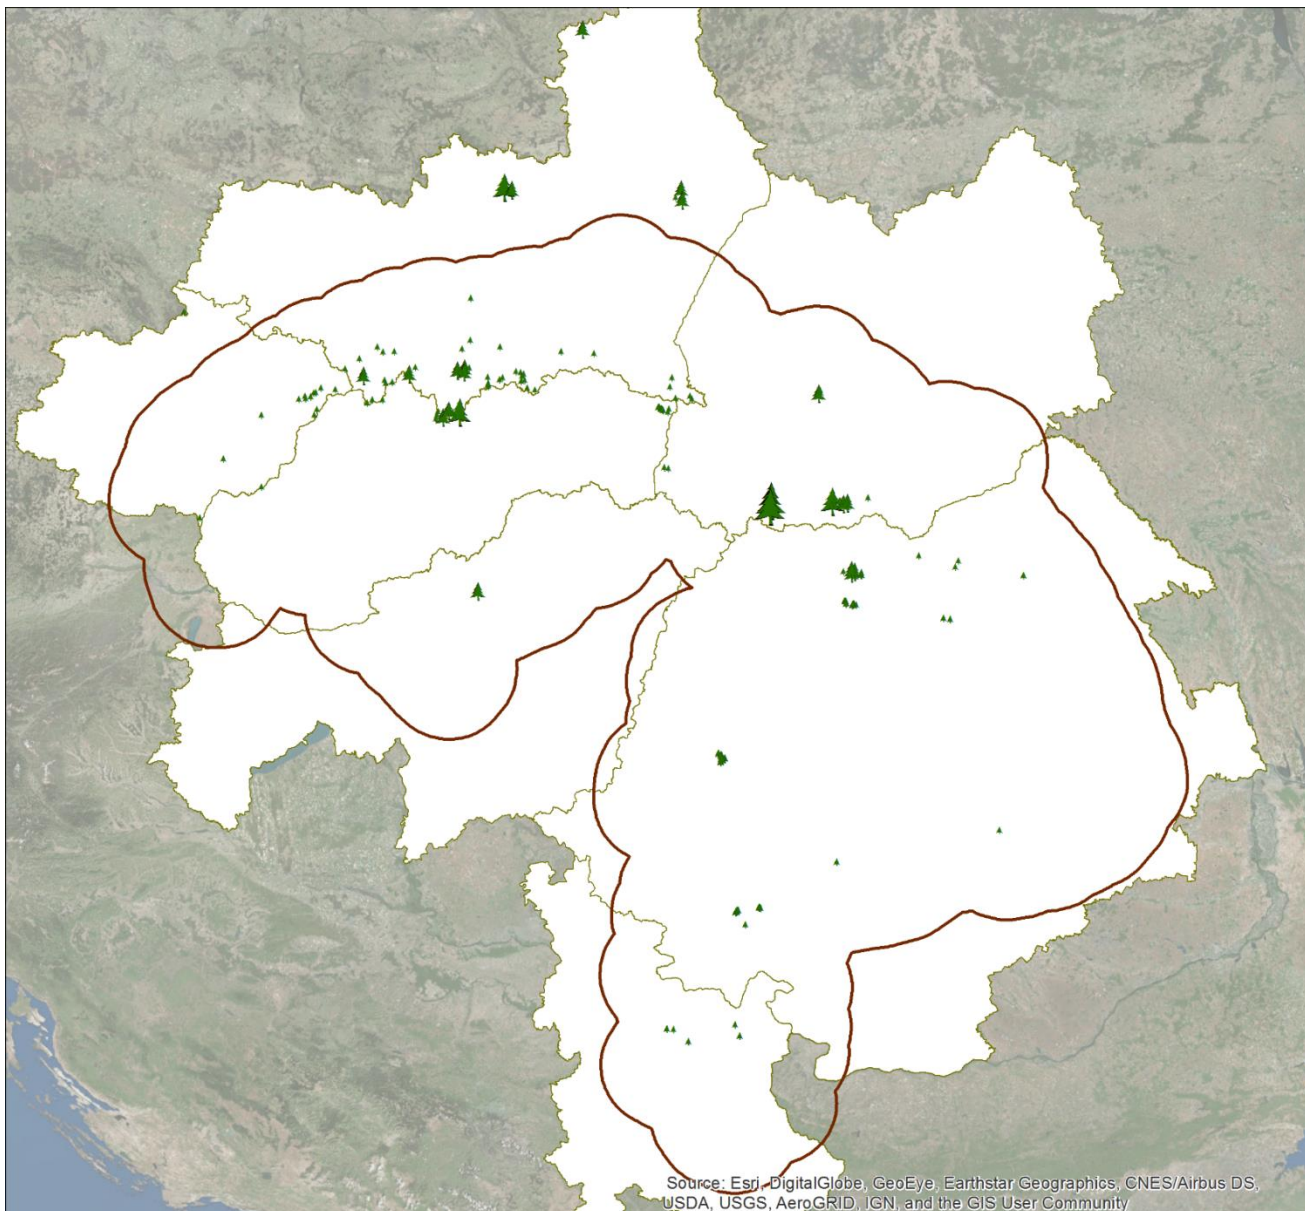 Source: Esri, DigitalGlobe, GeoEye, Earthstar Geographics, CNES/Airbus DS,
USDA, USGS, AeroGRID, IGN, and the GIS User Community